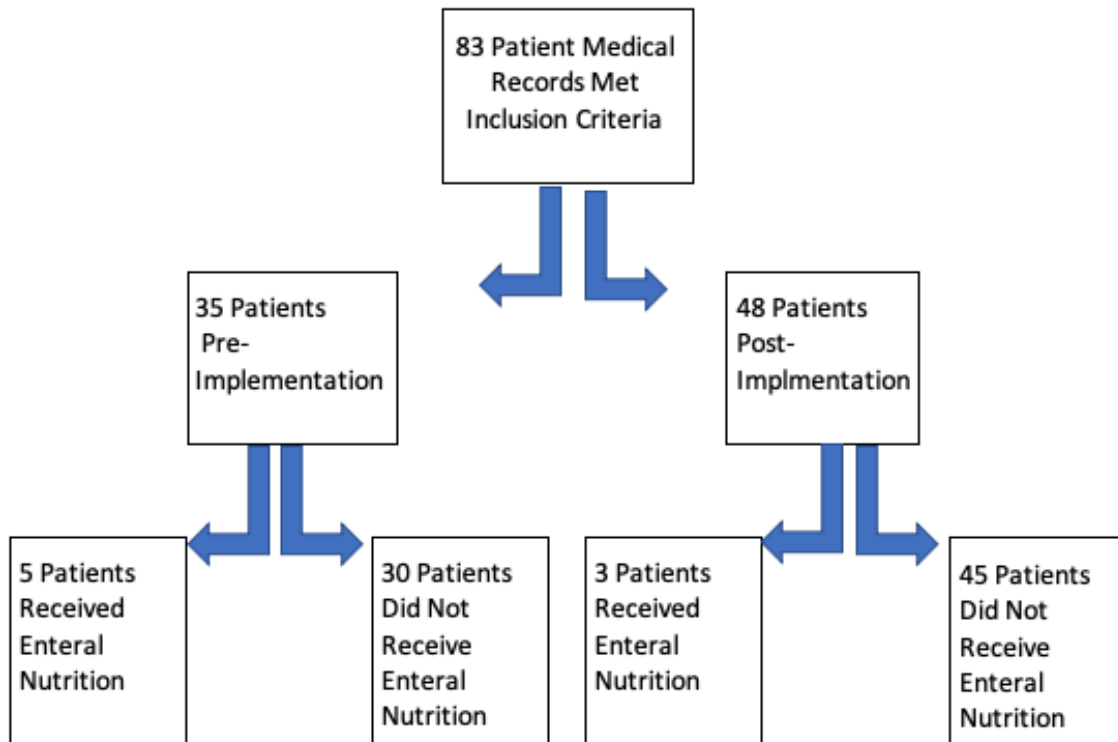 83 Patient Medical
Records Met
Inclusion Criteria
35 Patients
Pre-
Implementation
48 Patients
Post-
Implmentation
5 Patients
Received
Enteral
Nutrition
30 Patients
Did Not
Receive
Enteral
Nutrition
3 Patients
Received
Enteral
Nutrition
45 Patients
Did Not
Receive
Enteral
Nutrition